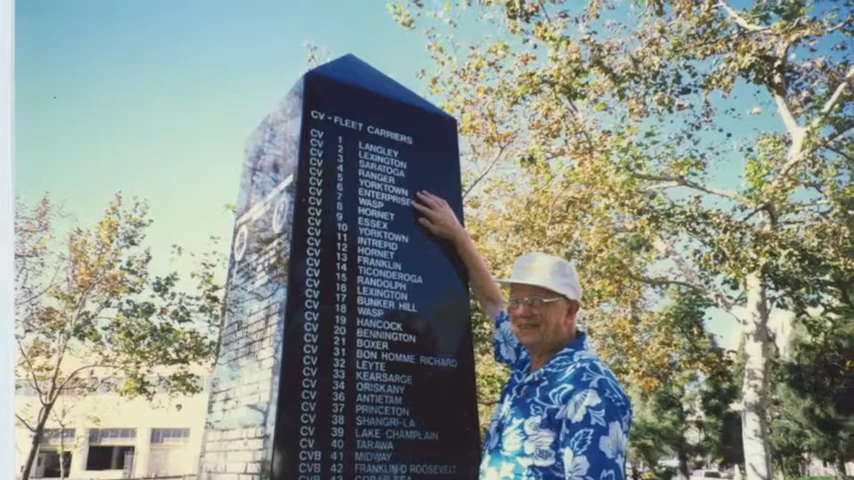 CV - FLEET CARRIERS
CV 1 LANGLEY
CV 2 LEXINGTON
CV 3 SARATOGA
CV 4 RANGER
CV 5 YORKTOWN
CV 6 ENTERPRISE
CV 7 WASP
CV 8 HORNET
CV 9 ESSEX
CV 10 YORKTOWN
CV 11 INTREPID
CV 12 HORNET
CV 13 FRANKLIN
CV 14 TICONDEROGA
CV 15 RANDOLPH
CV 16 LEXINGTON
CV 17 BUNKER HILL
CV 18 WASP
CV 19 HANCOCK
CV 20 BENNINGTON
CV 21 BOXER
CV 31 BON HOMME RICHARD
CV 32 LEYTE
CV 33 KEARSARGE
CV 34 ORISKANY
CV 36 ANTIETAM
CV 37 PRINCETON
CV 38 SHANGRI-LA
CV 39 LAKE CHAMPLAIN
CV 40 TARAWA
CVB 41 MIDWAY
CVB 42 FRANKLIN D ROOSEVELT
CVB 43 CORAL SEA